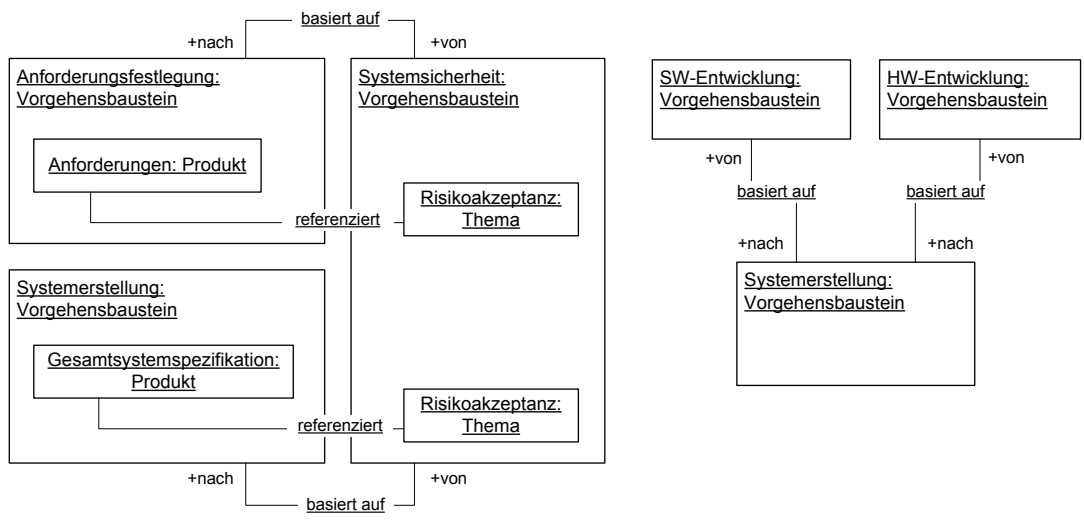 basiert auf
+nach
+von
Anforderungsfestlegung:
Vorgehensbaustein
Anforderungen: Produkt
Systemsicherheit:
Vorgehensbaustein
Risikoakzeptanz:
Thema
referenziert
Systemerstellung:
Vorgehensbaustein
Gesamtsystemspezifikation:
Produkt
Risikoakzeptanz:
Thema
referenziert
+nach
+von
basiert auf
SW-Entwicklung:
Vorgehensbaustein
HW-Entwicklung:
Vorgehensbaustein
+von
+von
basiert auf
basiert auf
+nach
+nach
Systemerstellung:
Vorgehensbaustein